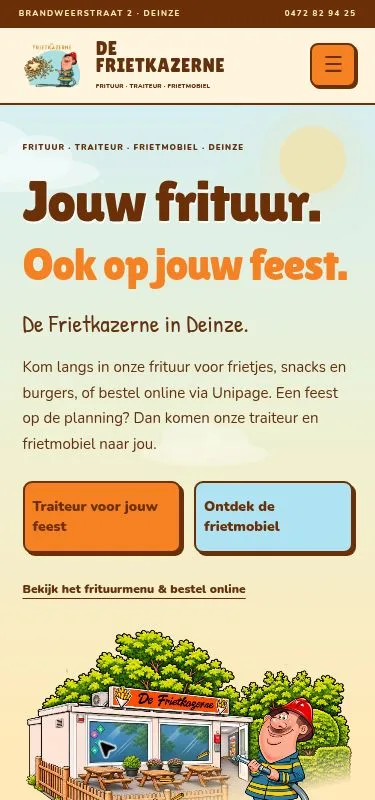 BRANDWEERSTRAAT 2 · DEINZE
0472 82 94 25
FRIETKAZERNE
DE
FRIETKAZERNE
FRITUUR · TRAITEUR · FRIETMOBIEL
FRITUUR · TRAITEUR · FRIETMOBIEL · DEINZE
Jouw frituur.
Ook op jouw feest.
De Frietkazerne in Deinze.
Kom langs in onze frituur voor frietjes, snacks en
burgers, of bestel online via Unipage. Een feest
op de planning? Dan komen onze traiteur en
frietmobiel naar jou.
Traiteur voor jouw
feest
Ontdek de
frietmobiel
Bekijk het frituurmenu & bestel online
De Frietkazerne